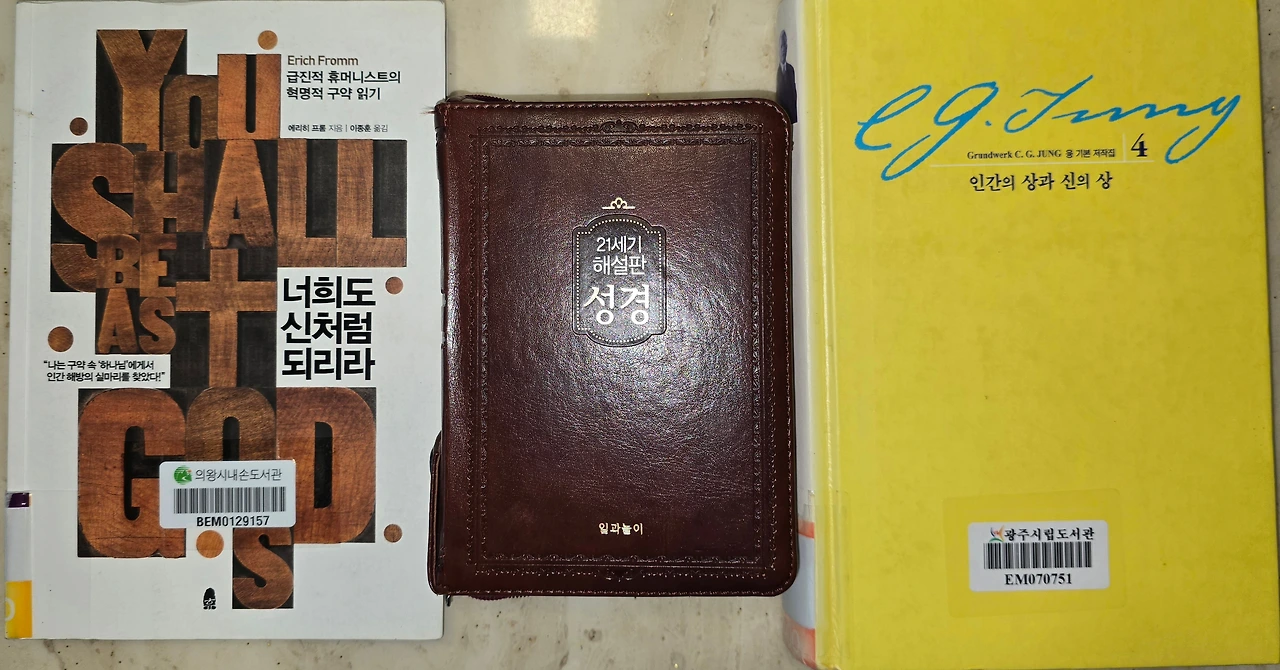 YOU
SHALL
BE
AS
GODS
Erich Fromm
급진적 휴머니스트의
혁명적 구약 읽기
에리히 프롬 지음 | 이종훈 옮김
너희도
신처럼
되리라
“나는 구약 속 ‘하나님’에게서
인간 해방의 실마리를 찾았다!”
의왕시내손도서관
BEM0129157
21세기
해설판
성경
일과놀이
C. G. Jung
Grundwerk C. G. JUNG 융 기본 저작집 4
인간의 상과 신의 상
광주시립도서관
EM070751